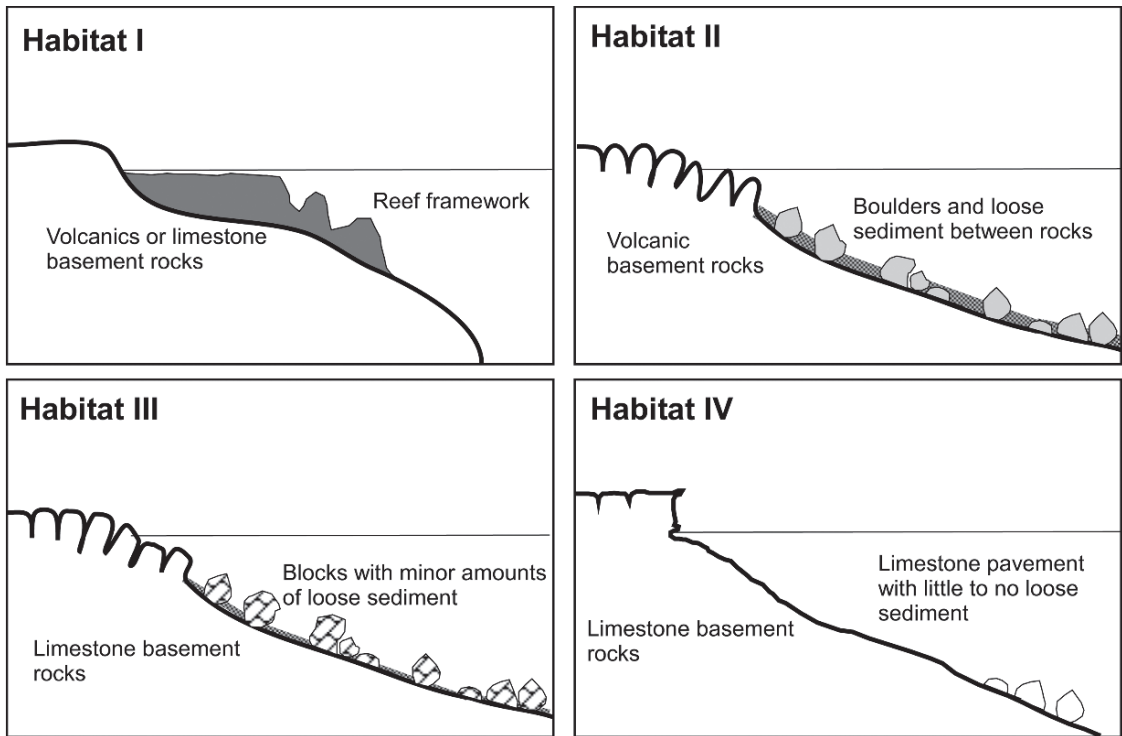 Habitat I
Reef framework
Volcanics or limestone
basement rocks
Habitat II
Boulders and loose
sediment between rocks
Volcanic
basement rocks
Habitat III
Blocks with minor amounts
of loose sediment
Limestone basement
rocks
Habitat IV
Limestone pavement
with little to no loose
sediment
Limestone basement
rocks